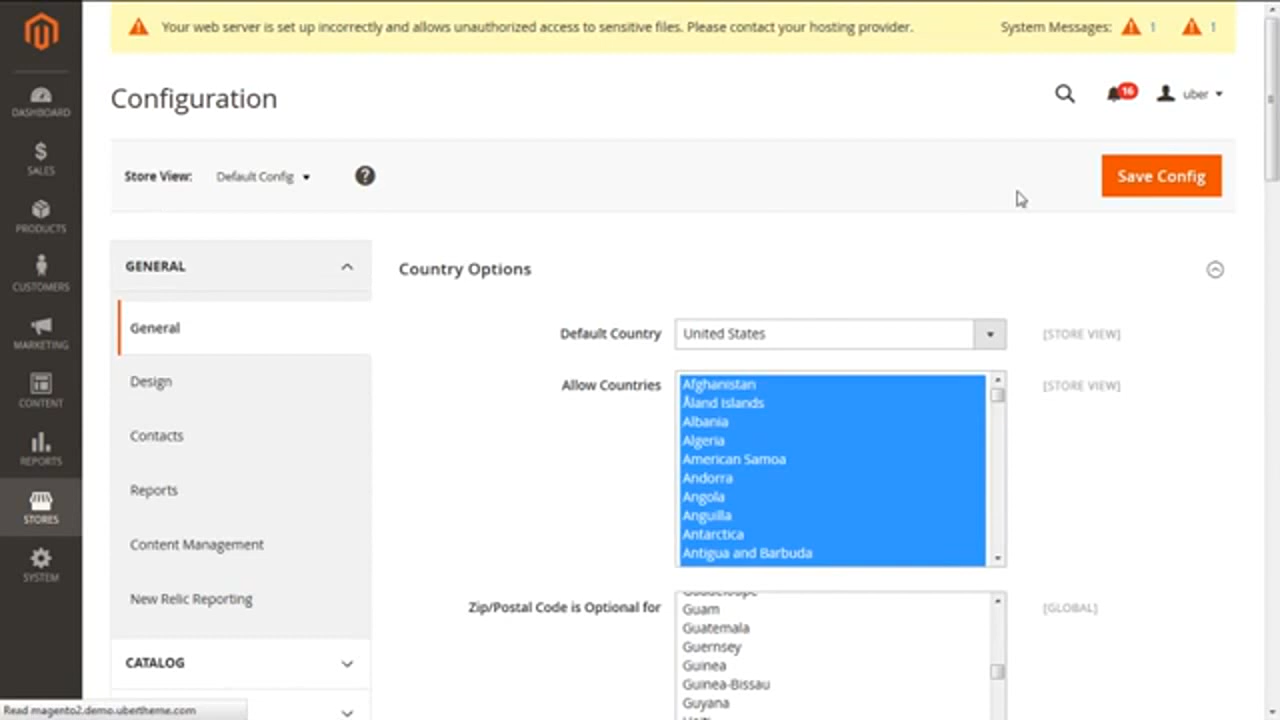 Your web server is set up incorrectly and allows unauthorized access to sensitive files. Please contact your hosting provider.
System Messages: 1 1
Configuration
16
uber
DASHBOARD
SALES
PRODUCTS
CUSTOMERS
MARKETING
CONTENT
REPORTS
STORES
SYSTEM
Store View: Default Config ?
Save Config
GENERAL
General
Design
Contacts
Reports
Content Management
New Relic Reporting
CATALOG
Country Options
Default Country United States [STORE VIEW]
Allow Countries [STORE VIEW]
Afghanistan
Åland Islands
Albania
Algeria
American Samoa
Andorra
Angola
Anguilla
Antarctica
Antigua and Barbuda
Zip/Postal Code is Optional for [GLOBAL]
Guadeloupe
Guam
Guatemala
Guernsey
Guinea
Guinea-Bissau
Guyana
Read magento2.demo.ubertheme.com